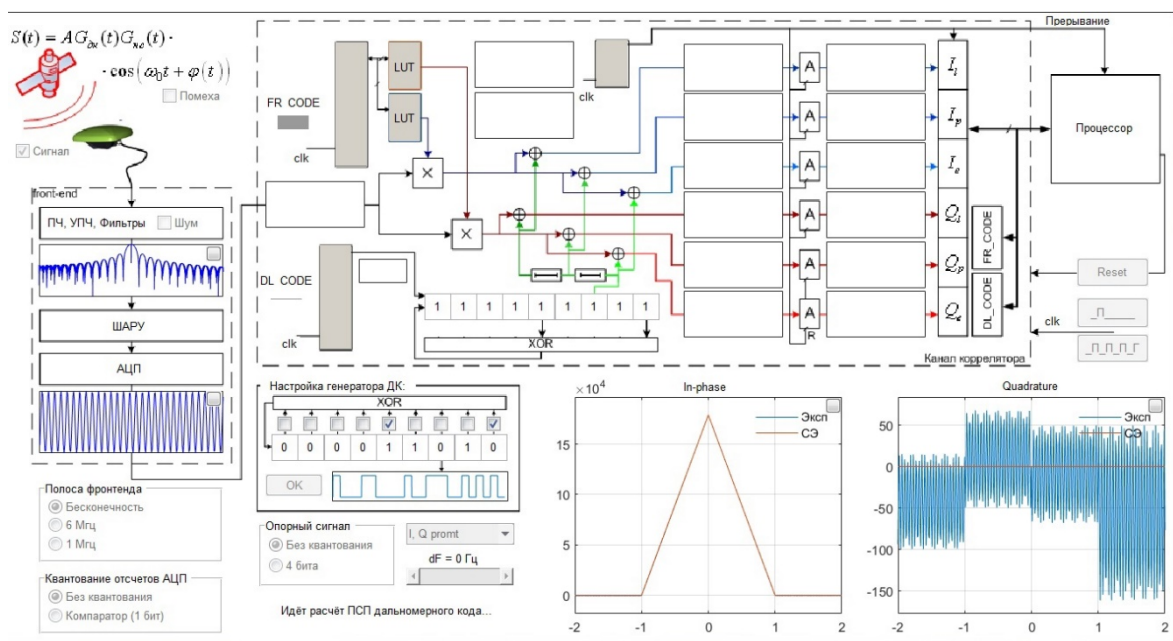 S(t) = AG_дк(t)G_нс(t) ·
· cos(ω₀t + φ(t))
Помеха
Сигнал
front-end
ПЧ, УПЧ, Фильтры
Шум
ШАРУ
АЦП
Полоса фронтенда
Бесконечность
6 Мгц
1 Мгц
Квантование отсчетов АЦП
Без квантования
Компаратор (1 бит)
FR_CODE
clk
LUT
LUT
×
×
DL_CODE
clk
clk
1 1 1 1 1 1 1 1 1
XOR
A
A
A
A
A
A
R
I_l
I_p
I_e
Q_l
Q_p
Q_e
FR_CODE
DL_CODE
Канал коррелятора
Прерывание
Процессор
Reset
clk
_П_____
_П_П_П_Г
Настройка генератора ДК:
XOR
0 0 0 0 1 1 0 1 0
OK
Опорный сигнал
Без квантования
4 бита
I, Q promt
dF = 0 Гц
Идёт расчёт ПСП дальномерного кода...
In-phase
×10⁴
Эксп
СЭ
15
10
5
0
-2 -1 0 1 2
Quadrature
Эксп
СЭ
50
0
-50
-100
-150
-2 -1 0 1 2